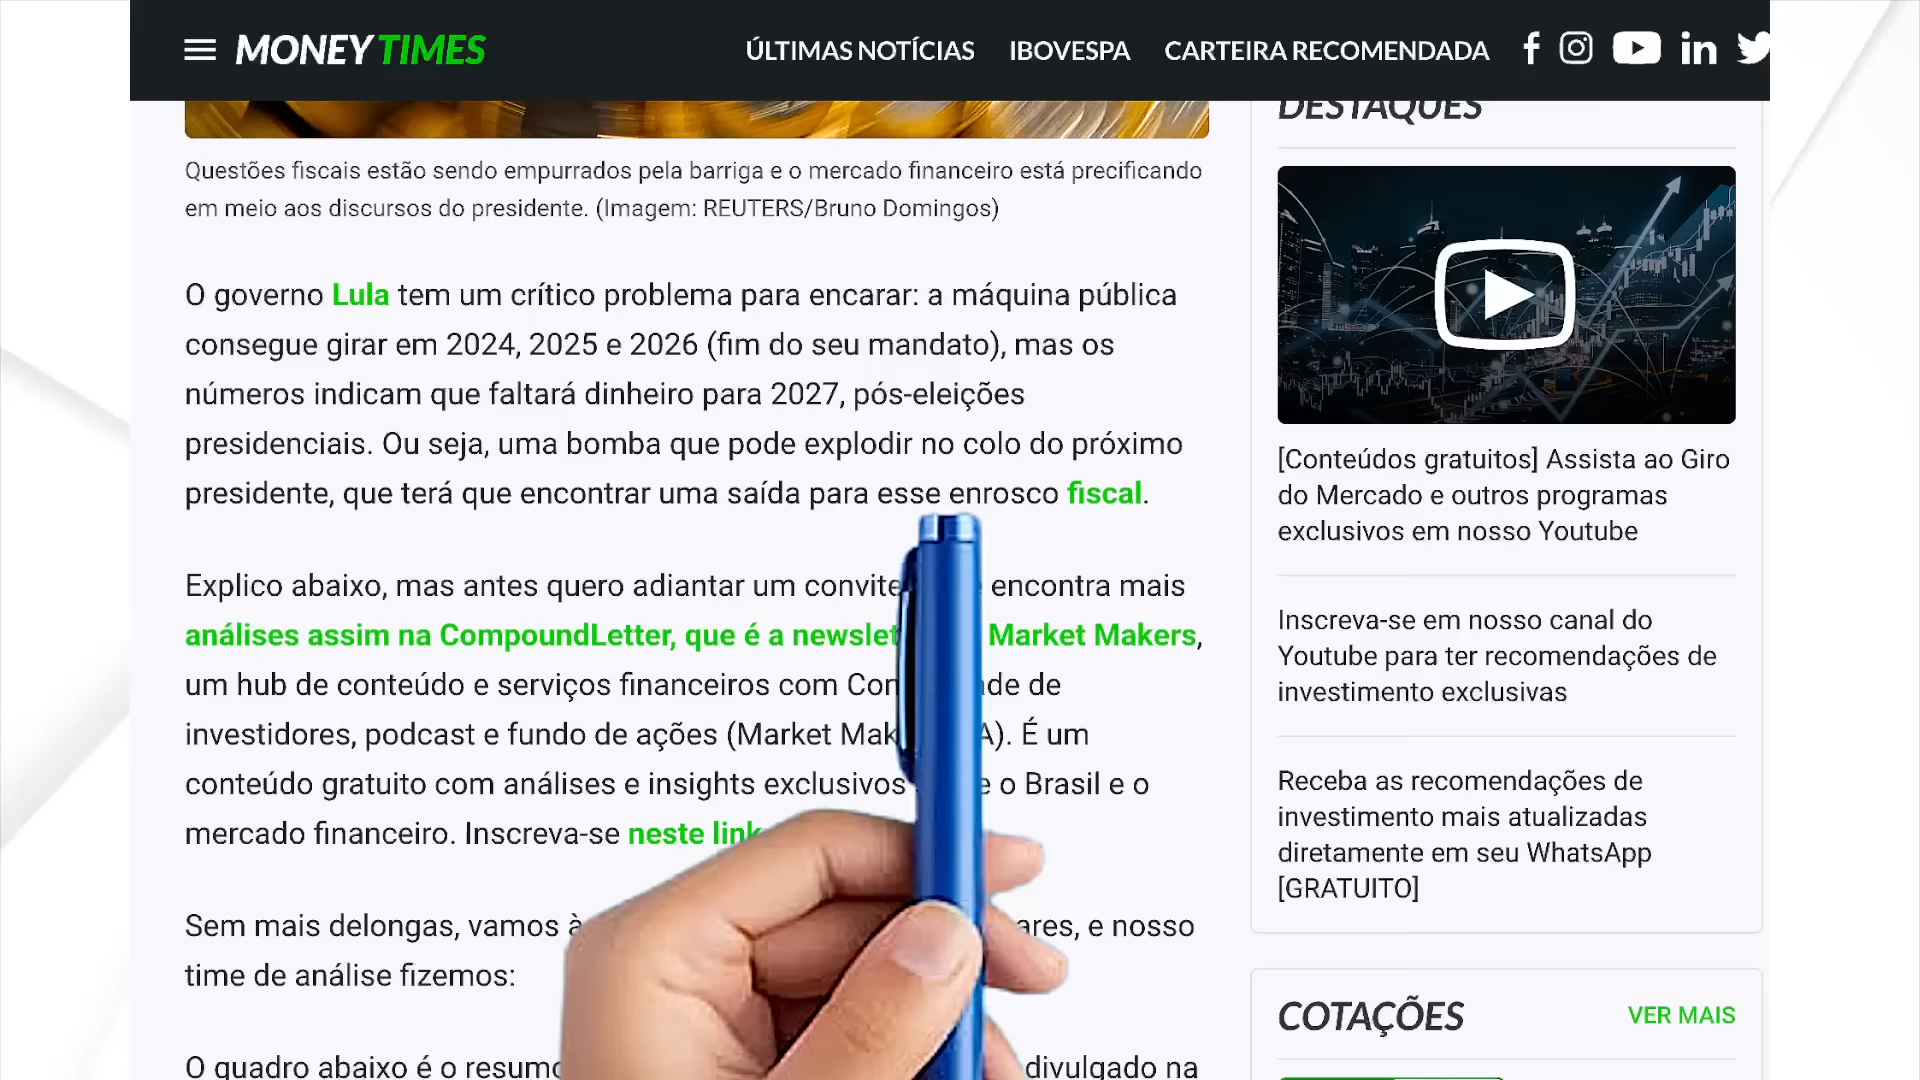 MONEY TIMES
ÚLTIMAS NOTÍCIAS IBOVESPA CARTEIRA RECOMENDADA
Questões fiscais estão sendo empurrados pela barriga e o mercado financeiro está precificando
em meio aos discursos do presidente. (Imagem: REUTERS/Bruno Domingos)
O governo Lula tem um crítico problema para encarar: a máquina pública
consegue girar em 2024, 2025 e 2026 (fim do seu mandato), mas os
números indicam que faltará dinheiro para 2027, pós-eleições
presidenciais. Ou seja, uma bomba que pode explodir no colo do próximo
presidente, que terá que encontrar uma saída para esse enrosco fiscal.
Explico abaixo, mas antes quero adiantar um convite encontra mais
análises assim na CompoundLetter, que é a Market Makers,
um hub de conteúdo e serviços financeiros com de
investidores, podcast e fundo de ações (Market É um
conteúdo gratuito com análises e insights exclusivos o Brasil e o
mercado financeiro. Inscreva-se neste link
Sem mais delongas, vamos e nosso
time de análise fizemos:
O quadro abaixo é o divulgado na
DESTAQUES
[Conteúdos gratuitos] Assista ao Giro
do Mercado e outros programas
exclusivos em nosso Youtube
Inscreva-se em nosso canal do
Youtube para ter recomendações de
investimento exclusivas
Receba as recomendações de
investimento mais atualizadas
diretamente em seu WhatsApp
[GRATUITO]
COTAÇÕES VER MAIS